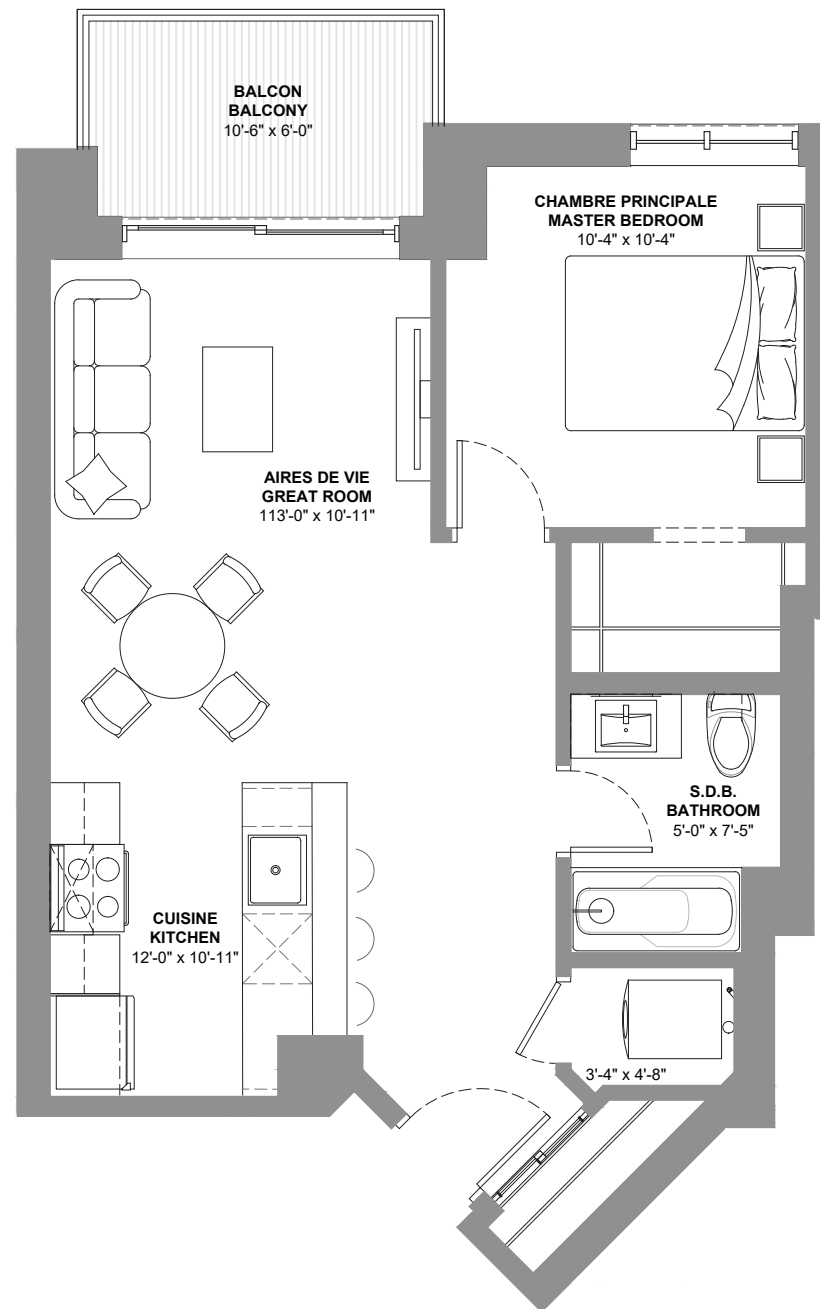 BALCON
BALCONY
10'-6" x 6'-0"
CHAMBRE PRINCIPALE
MASTER BEDROOM
10'-4" x 10'-4"
AIRES DE VIE
GREAT ROOM
113'-0" x 10'-11"
S.D.B.
BATHROOM
5'-0" x 7'-5"
CUISINE
KITCHEN
12'-0" x 10'-11"
3'-4" x 4'-8"